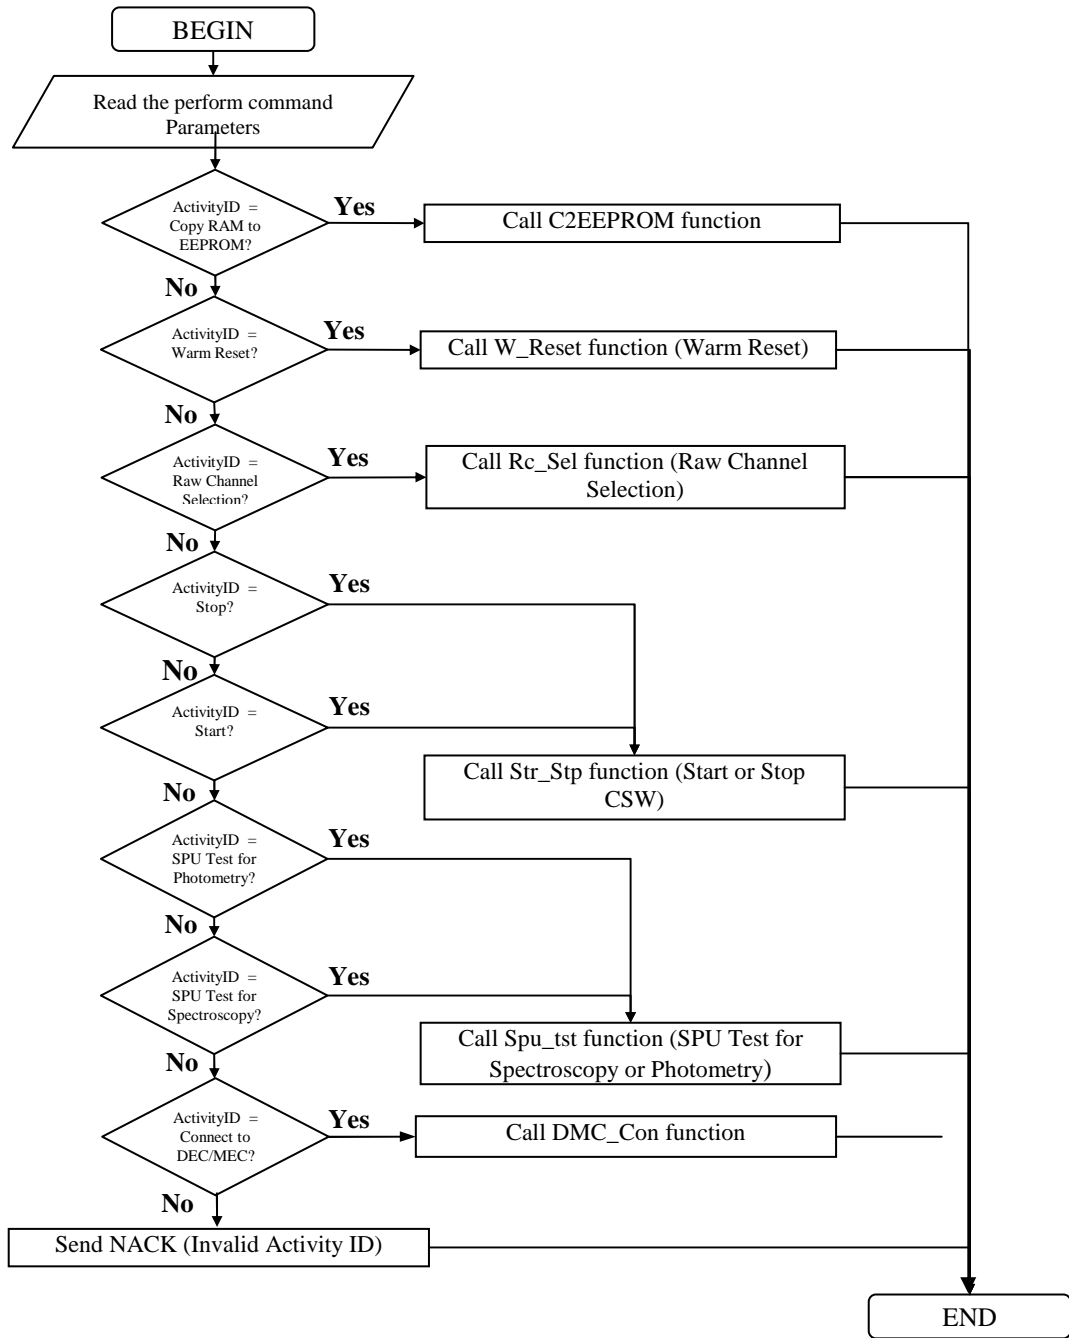 BEGIN
Read the perform command
Parameters
ActivityID =
Copy RAM to
EEPROM?
Yes
Call C2EEPROM function
No
ActivityID =
Warm Reset?
Yes
Call W_Reset function (Warm Reset)
No
ActivityID =
Raw Channel
Selection?
Yes
Call Rc_Sel function (Raw Channel
Selection)
No
ActivityID =
Stop?
Yes
No
ActivityID =
Start?
Yes
Call Str_Stp function (Start or Stop
CSW)
No
ActivityID =
SPU Test for
Photometry?
Yes
No
ActivityID =
SPU Test for
Spectroscopy?
Yes
Call Spu_tst function (SPU Test for
Spectroscopy or Photometry)
No
ActivityID =
Connect to
DEC/MEC?
Yes
Call DMC_Con function
No
Send NACK (Invalid Activity ID)
END